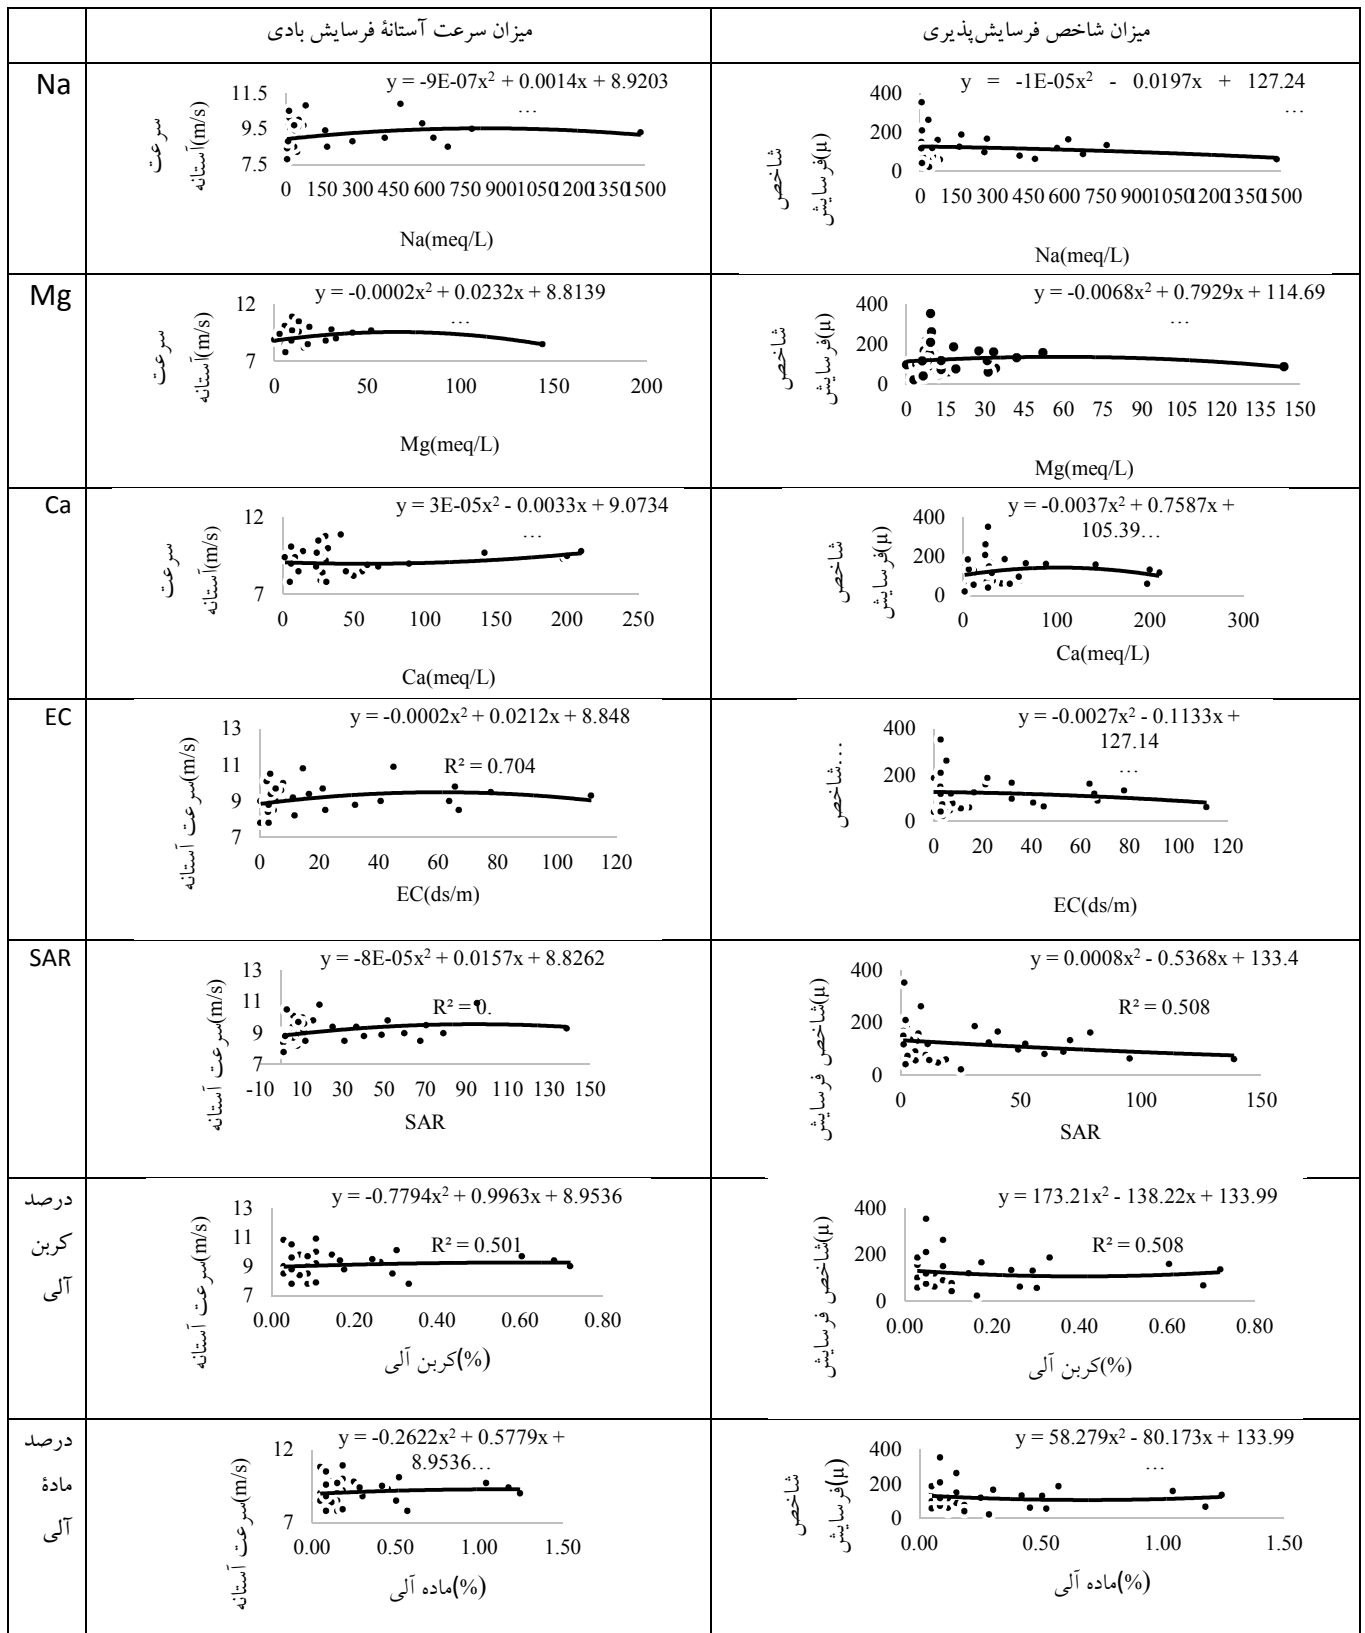 میزان سرعت آستانهٔ فرسایش بادی
میزان شاخص فرسایش‌پذیری
Na
y = -9E-07x² + 0.0014x + 8.9203
…
11.5
9.5
7.5
سرعت
آستانه(m/s)
0 150 300 450 600 750 900 1050 1200 1350 1500
Na(meq/L)
y = -1E-05x² - 0.0197x + 127.24
…
400
200
0
شاخص
فرسایش(µ)
0 150 300 450 600 750 900 1050 1200 1350 1500
Na(meq/L)
Mg
y = -0.0002x² + 0.0232x + 8.8139
…
12
7
سرعت
آستانه(m/s)
0 50 100 150 200
Mg(meq/L)
y = -0.0068x² + 0.7929x + 114.69
…
400
200
0
شاخص
فرسایش(µ)
0 15 30 45 60 75 90 105 120 135 150
Mg(meq/L)
Ca
y = 3E-05x² - 0.0033x + 9.0734
…
12
7
سرعت
آستانه(m/s)
0 50 100 150 200 250
Ca(meq/L)
y = -0.0037x² + 0.7587x +
105.39…
400
200
0
شاخص
فرسایش(µ)
0 100 200 300
Ca(meq/L)
EC
y = -0.0002x² + 0.0212x + 8.848
R² = 0.704
13
11
9
7
سرعت آستانه(m/s)
0 20 40 60 80 100 120
EC(ds/m)
y = -0.0027x² - 0.1133x +
127.14
…
400
200
0
شاخص…
0 20 40 60 80 100 120
EC(ds/m)
SAR
y = -8E-05x² + 0.0157x + 8.8262
R² = 0.
13
11
9
7
سرعت آستانه(m/s)
-10 10 30 50 70 90 110 130 150
SAR
y = 0.0008x² - 0.5368x + 133.4
R² = 0.508
400
200
0
شاخص فرسایش(µ)
0 50 100 150
SAR
درصد
کربن
آلی
y = -0.7794x² + 0.9963x + 8.9536
R² = 0.501
13
11
9
7
سرعت آستانه(m/s)
0.00 0.20 0.40 0.60 0.80
کربن آلی(%)
y = 173.21x² - 138.22x + 133.99
R² = 0.508
400
200
0
شاخص فرسایش(µ)
0.00 0.20 0.40 0.60 0.80
کربن آلی(%)
درصد
مادهٔ
آلی
y = -0.2622x² + 0.5779x +
8.9536…
12
7
سرعت آستانه(m/s)
0.00 0.50 1.00 1.50
ماده آلی(%)
y = 58.279x² - 80.173x + 133.99
…
400
200
0
شاخص
فرسایش(µ)
0.00 0.50 1.00 1.50
ماده آلی(%)